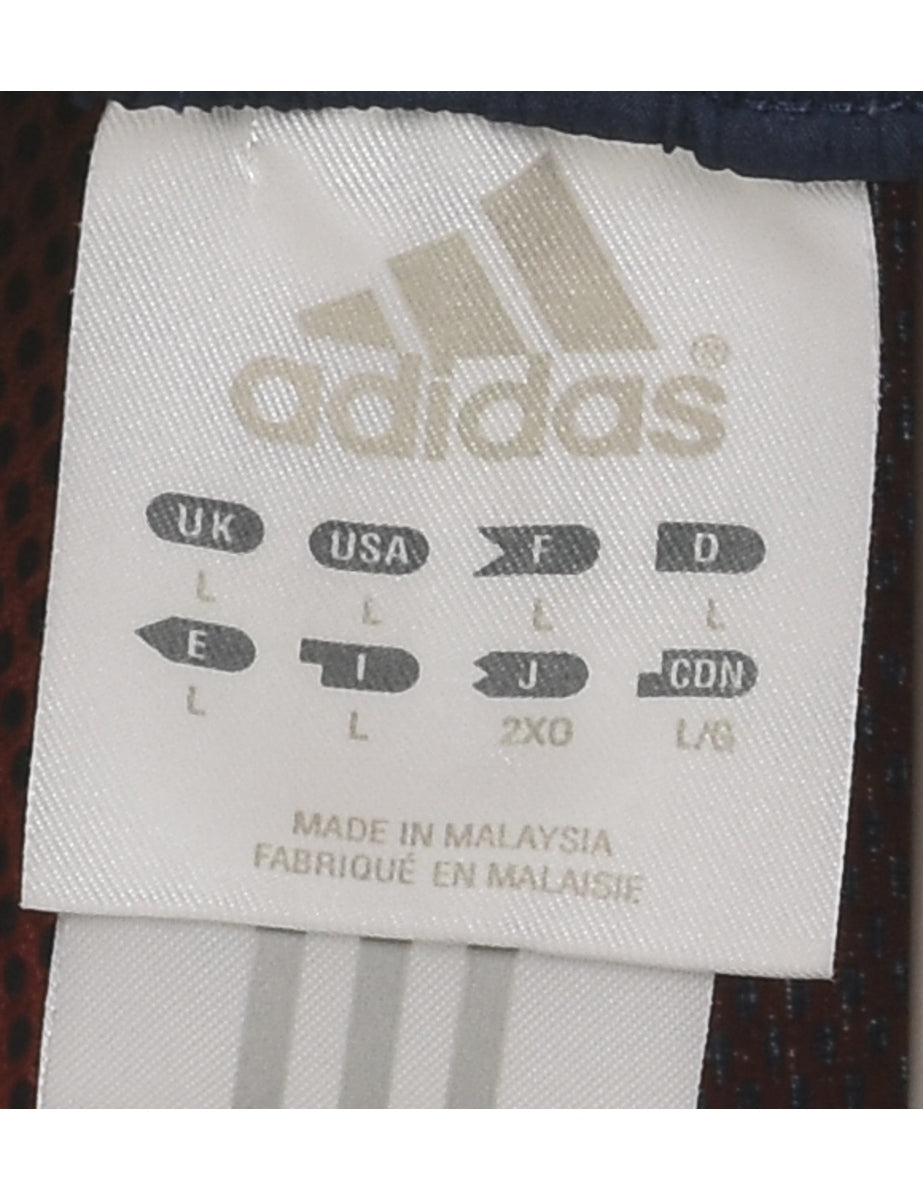 adidas®
UK USA F D
L L L L
E I J CDN
L L 2XO L/G
MADE IN MALAYSIA
FABRIQUÉ EN MALAISIE